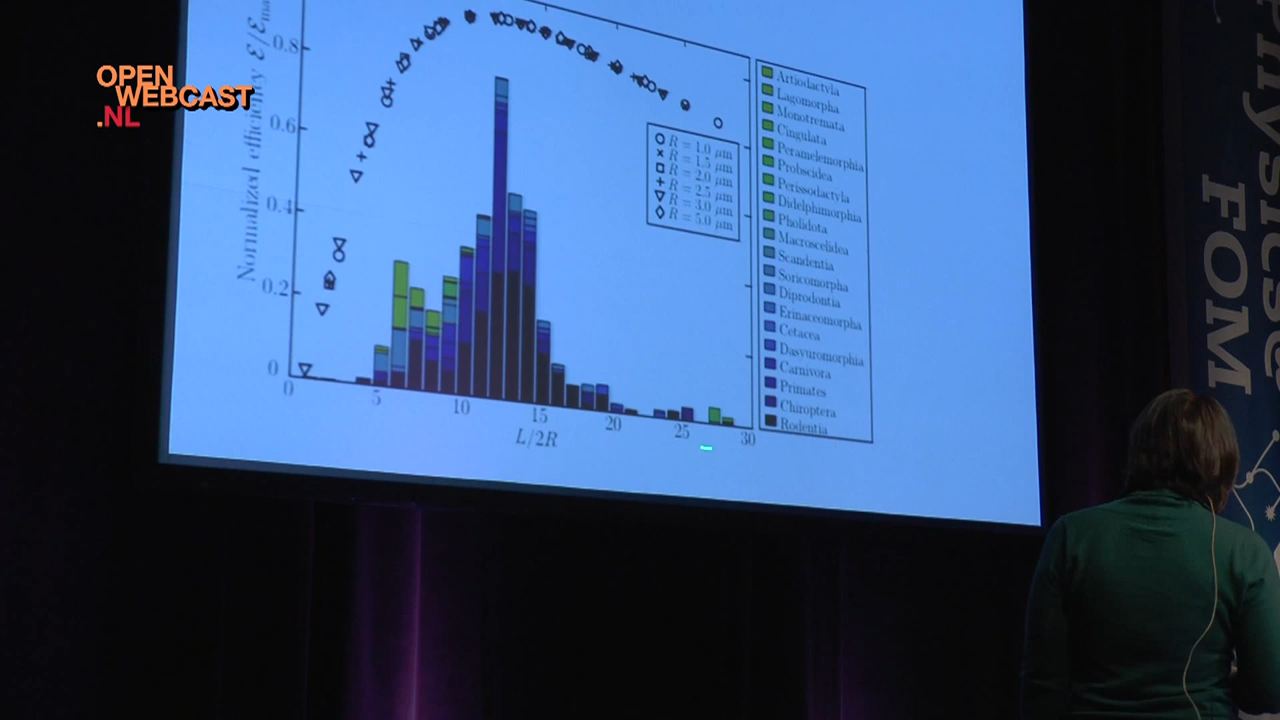 OPEN
WEBCAST
.NL
Normalized efficiency ℰ/ℰ
0.8
0.6
0.4
0.2
0
0
5
10
15
20
25
30
L/2R
R = 1.0 μm
R = 1.5 μm
R = 2.0 μm
R = 2.5 μm
R = 3.0 μm
R = 5.0 μm
Artiodactyla
Lagomorpha
Monotremata
Cingulata
Peramelemorphia
Probscidea
Perissodactyla
Didelphimorphia
Pholidota
Macroscelidea
Scandentia
Soricomorpha
Diprodontia
Erinaceomorpha
Cetacea
Dasyuromorphia
Carnivora
Primates
Chiroptera
Rodentia
FOM